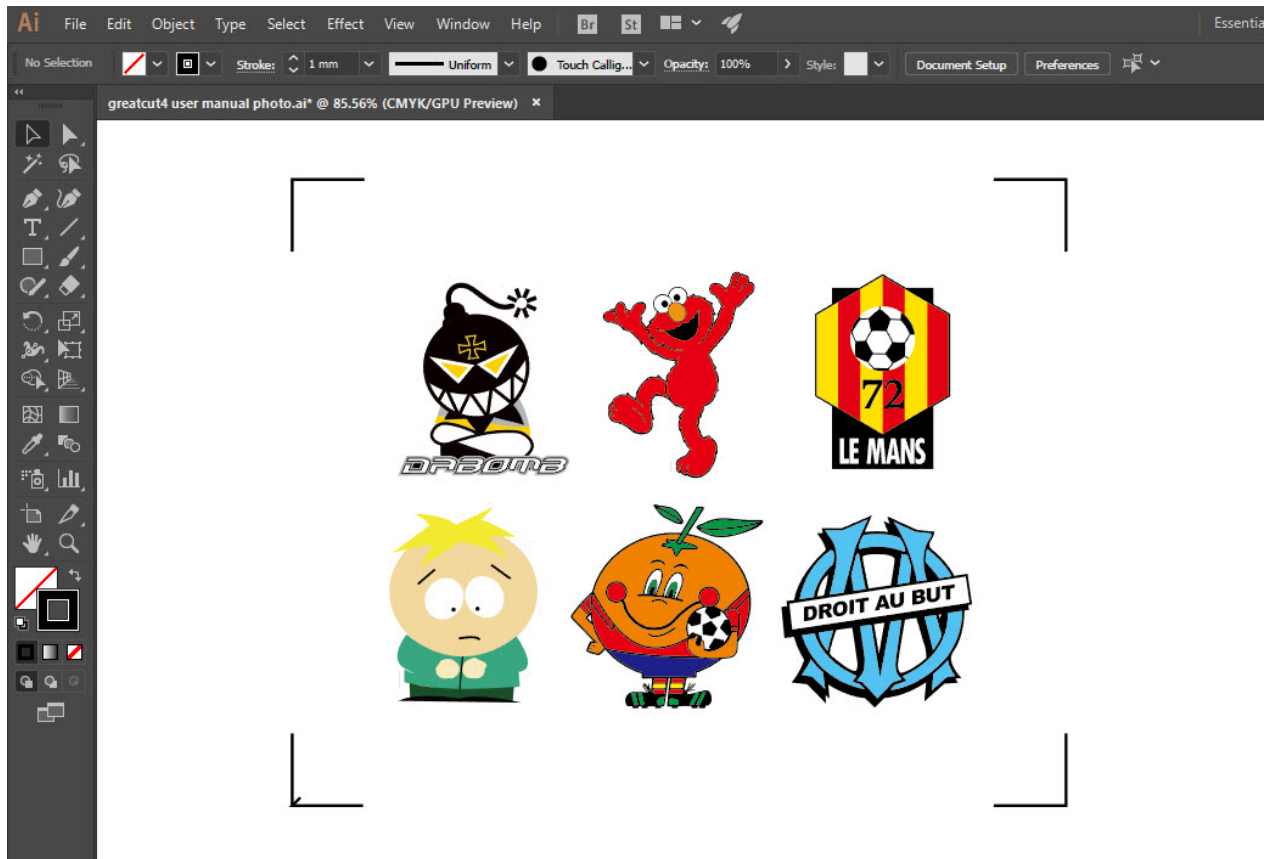 Ai File Edit Object Type Select Effect View Window Help Br St Essentia
No Selection Stroke: 1 mm Uniform Touch Callig... Opacity: 100% Style: Document Setup Preferences
greatcut4 user manual photo.ai* @ 85.56% (CMYK/GPU Preview) ×
72
DABOMB
LE MANS
DROIT AU BUT